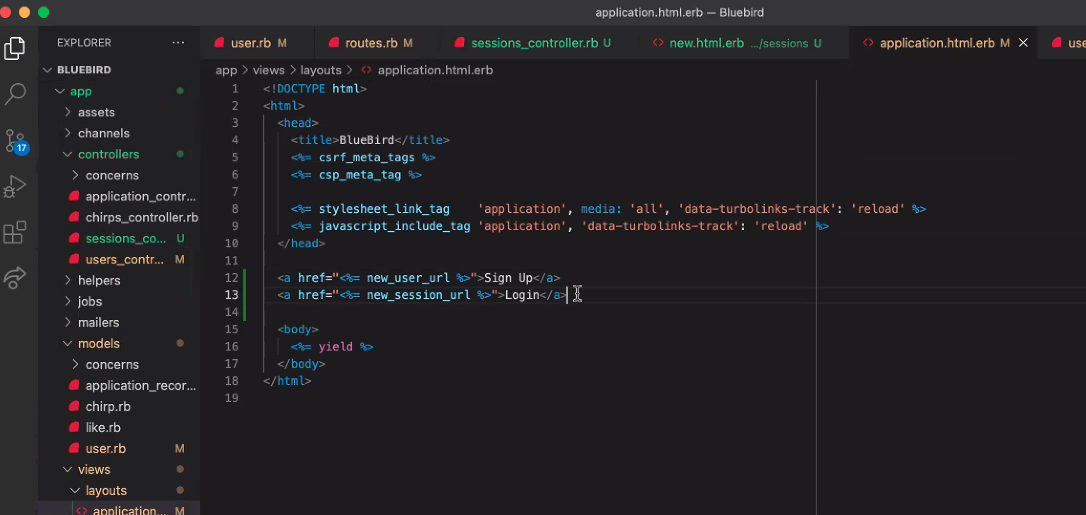 application.html.erb — Bluebird
EXPLORER ···
user.rb M
routes.rb M
sessions_controller.rb U
new.html.erb .../sessions U
application.html.erb M
BLUEBIRD
app
assets
channels
controllers
concerns
application_contr...
chirps_controller.rb
sessions_co... U
users_contr... M
helpers
jobs
mailers
models
concerns
application_recor...
chirp.rb
like.rb
user.rb M
views
layouts
application... M
17
app > views > layouts > application.html.erb
1 <!DOCTYPE html>
2 <html>
3 <head>
4 <title>BlueBird</title>
5 <%= csrf_meta_tags %>
6 <%= csp_meta_tag %>
7
8 <%= stylesheet_link_tag    'application', media: 'all', 'data-turbolinks-track': 'reload' %>
9 <%= javascript_include_tag 'application', 'data-turbolinks-track': 'reload' %>
10 </head>
11
12 <a href="<%= new_user_url %>">Sign Up</a>
13 <a href="<%= new_session_url %>">Login</a>
14
15 <body>
16 <%= yield %>
17 </body>
18 </html>
19